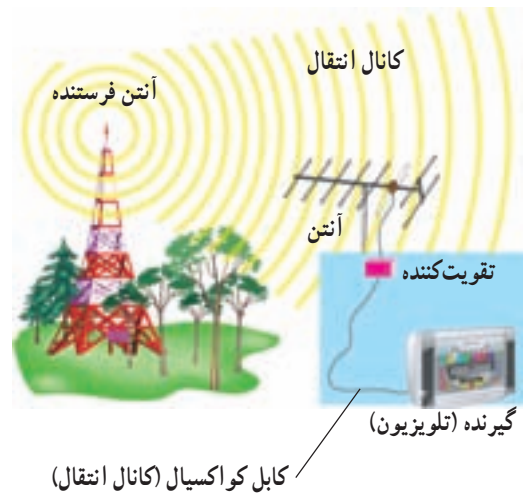 کانال انتقال
آنتن فرستنده
آنتن
تقویت‌کننده
گیرنده (تلویزیون)
کابل کواکسیال (کانال انتقال)